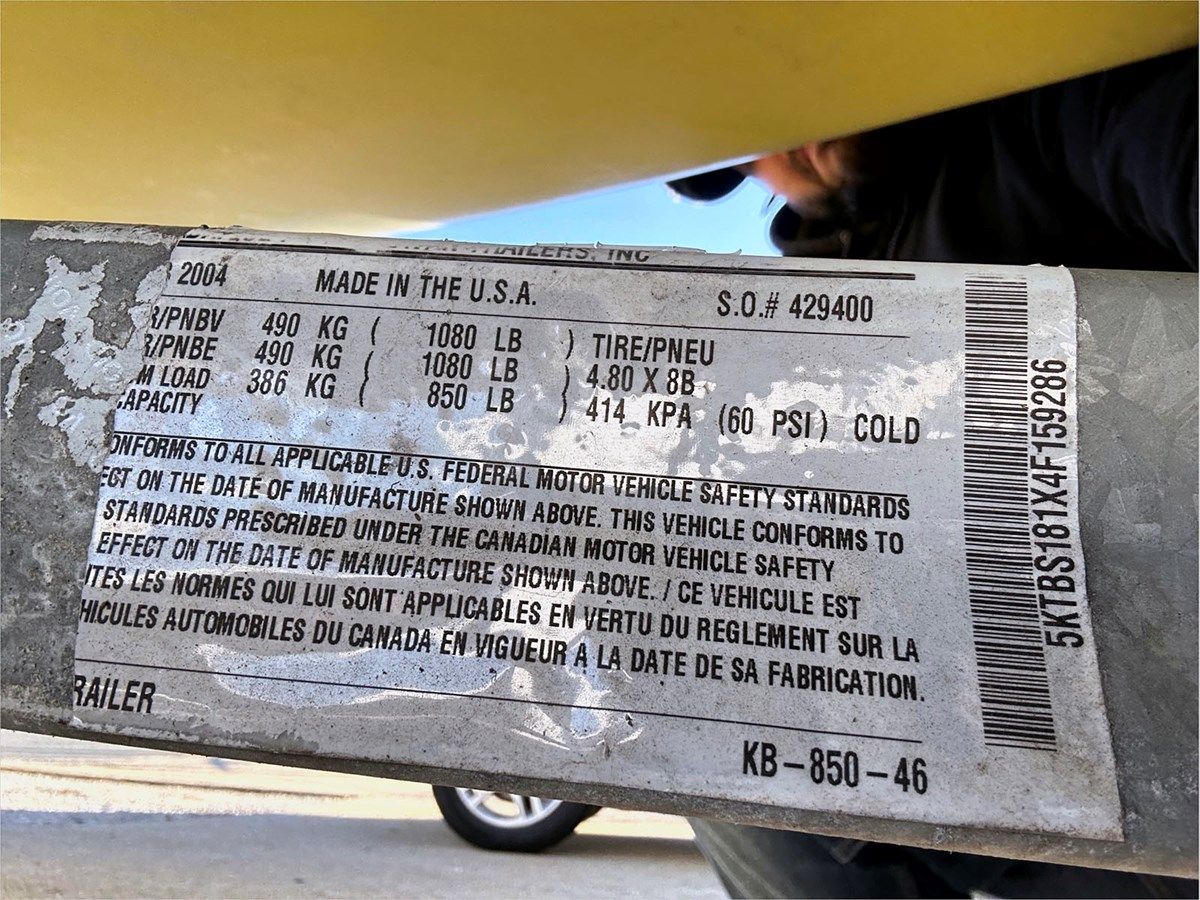 TRAILERS, INC
R 2004 MADE IN THE U.S.A. S.O.# 429400
R/PNBV 490 KG ( 1080 LB ) TIRE/PNEU
R/PNBE 490 KG ( 1080 LB ) 4.80 X 8B
M LOAD 386 KG ( 850 LB ) 414 KPA (60 PSI) COLD
CAPACITY
ONFORMS TO ALL APPLICABLE U.S. FEDERAL MOTOR VEHICLE SAFETY STANDARDS
ECT ON THE DATE OF MANUFACTURE SHOWN ABOVE. THIS VEHICLE CONFORMS TO
STANDARDS PRESCRIBED UNDER THE CANADIAN MOTOR VEHICLE SAFETY
EFFECT ON THE DATE OF MANUFACTURE SHOWN ABOVE. / CE VEHICULE EST
ITES LES NORMES QUI LUI SONT APPLICABLES EN VERTU DU REGLEMENT SUR LA
HICULES AUTOMOBILES DU CANADA EN VIGUEUR A LA DATE DE SA FABRICATION.
RAILER
KB-850-46
5KTBS181X4F159286